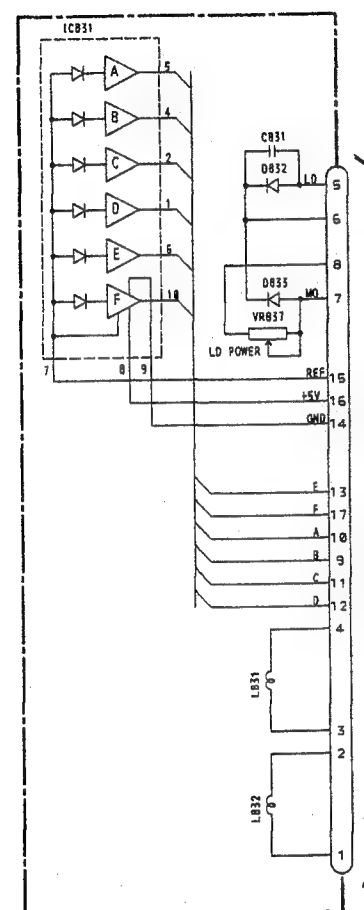 IC831
A
5
B
4
C
2
D
1
E
6
F
10
7
8
9
C831
D832
LD
5
6
8
D833
MO
7
VR837
LD POWER
REF
15
+5V
16
GND
14
E
13
F
17
A
10
B
9
C
11
D
12
4
L831
3
2
L832
1